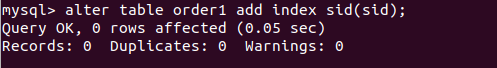 mysql> alter table order1 add index sid(sid);
Query OK, 0 rows affected (0.05 sec)
Records: 0  Duplicates: 0  Warnings: 0